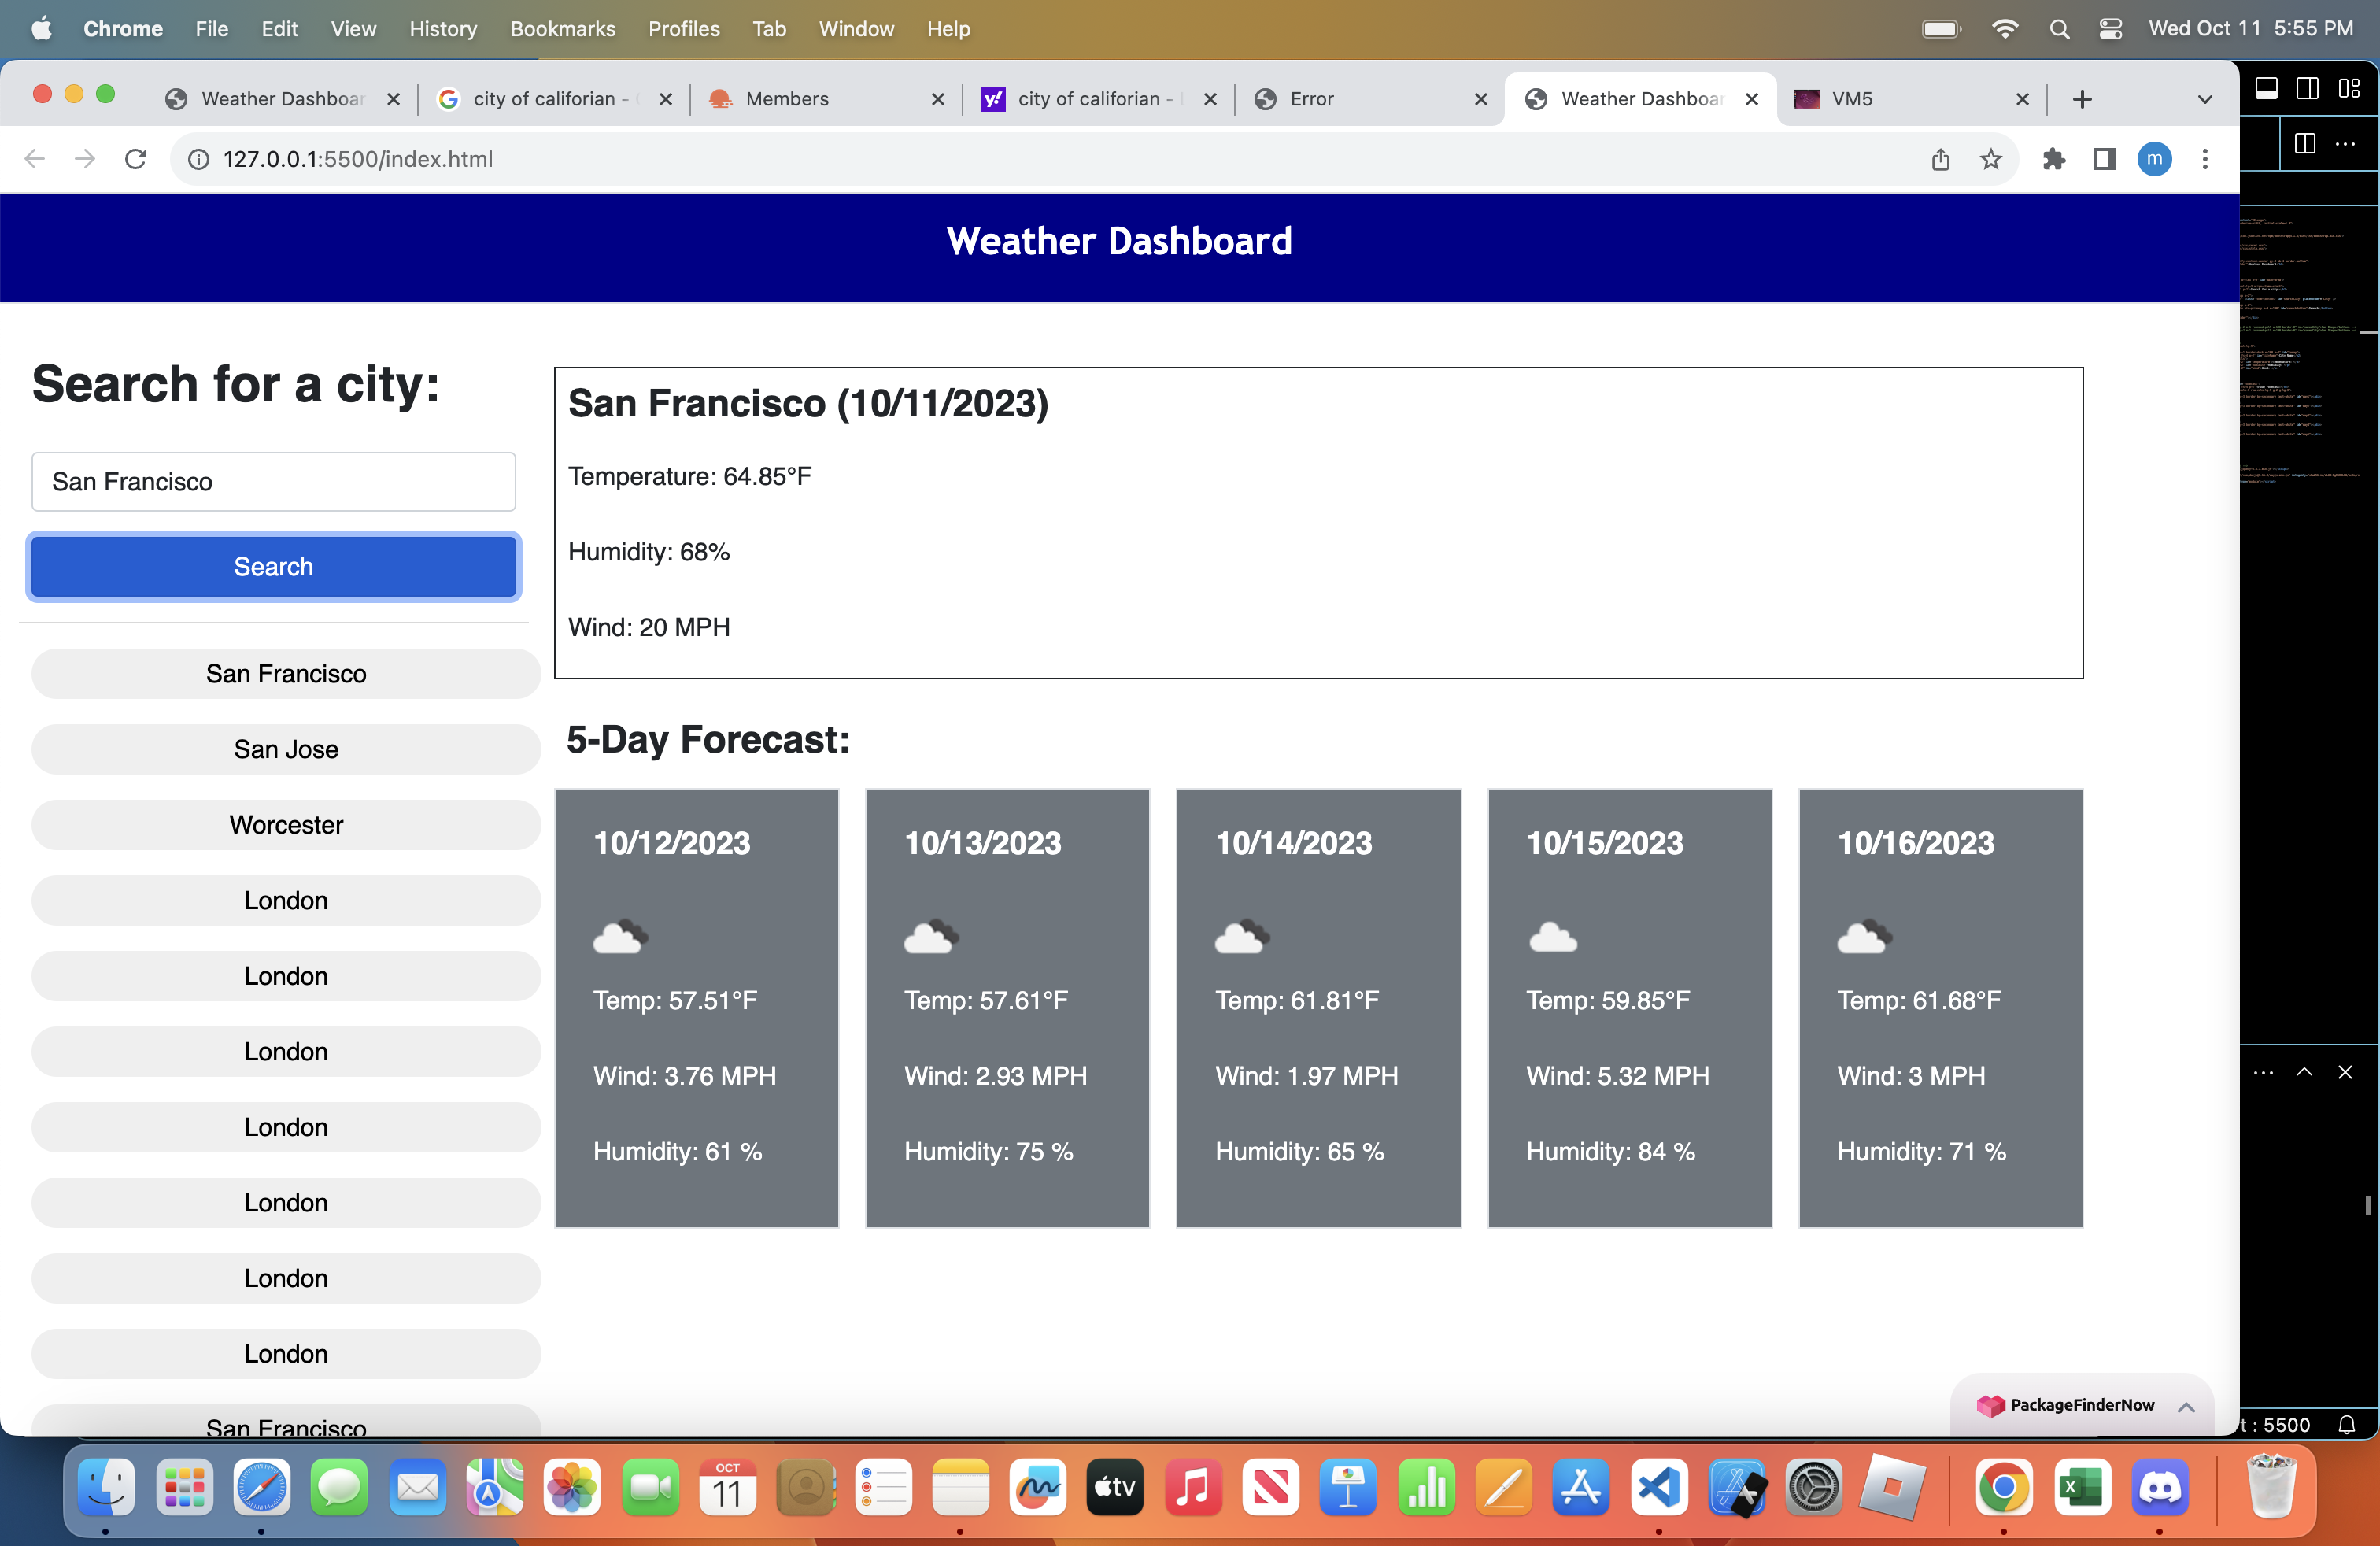 Chrome File Edit View History Bookmarks Profiles Tab Window Help Wed Oct 11 5:55 PM
Weather Dashboar city of califorian - Members city of califorian - Error Weather Dashboar VM5
127.0.0.1:5500/index.html
m
Weather Dashboard
Search for a city:
San Francisco
Search
San Francisco
San Jose
Worcester
London
London
London
London
London
London
London
San Francisco
San Francisco (10/11/2023)
Temperature: 64.85°F
Humidity: 68%
Wind: 20 MPH
5-Day Forecast:
10/12/2023
Temp: 57.51°F
Wind: 3.76 MPH
Humidity: 61 %
10/13/2023
Temp: 57.61°F
Wind: 2.93 MPH
Humidity: 75 %
10/14/2023
Temp: 61.81°F
Wind: 1.97 MPH
Humidity: 65 %
10/15/2023
Temp: 59.85°F
Wind: 5.32 MPH
Humidity: 84 %
10/16/2023
Temp: 61.68°F
Wind: 3 MPH
Humidity: 71 %
PackageFinderNow
t : 5500
OCT
11
tv